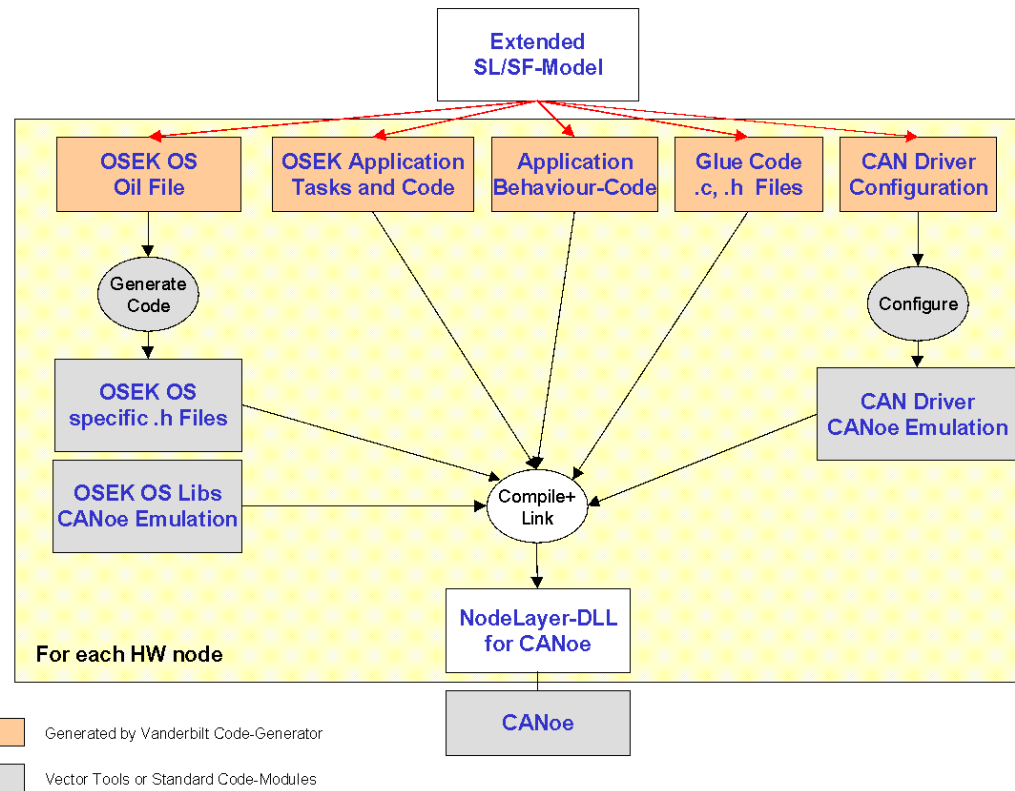 Extended
SL/SF-Model
OSEK OS
Oil File
OSEK Application
Tasks and Code
Application
Behaviour-Code
Glue Code
.c, .h Files
CAN Driver
Configuration
Generate
Code
Configure
OSEK OS
specific .h Files
CAN Driver
CANoe Emulation
OSEK OS Libs
CANoe Emulation
Compile+
Link
NodeLayer-DLL
for CANoe
For each HW node
CANoe
Generated by Vanderbilt Code-Generator
Vector Tools or Standard Code-Modules